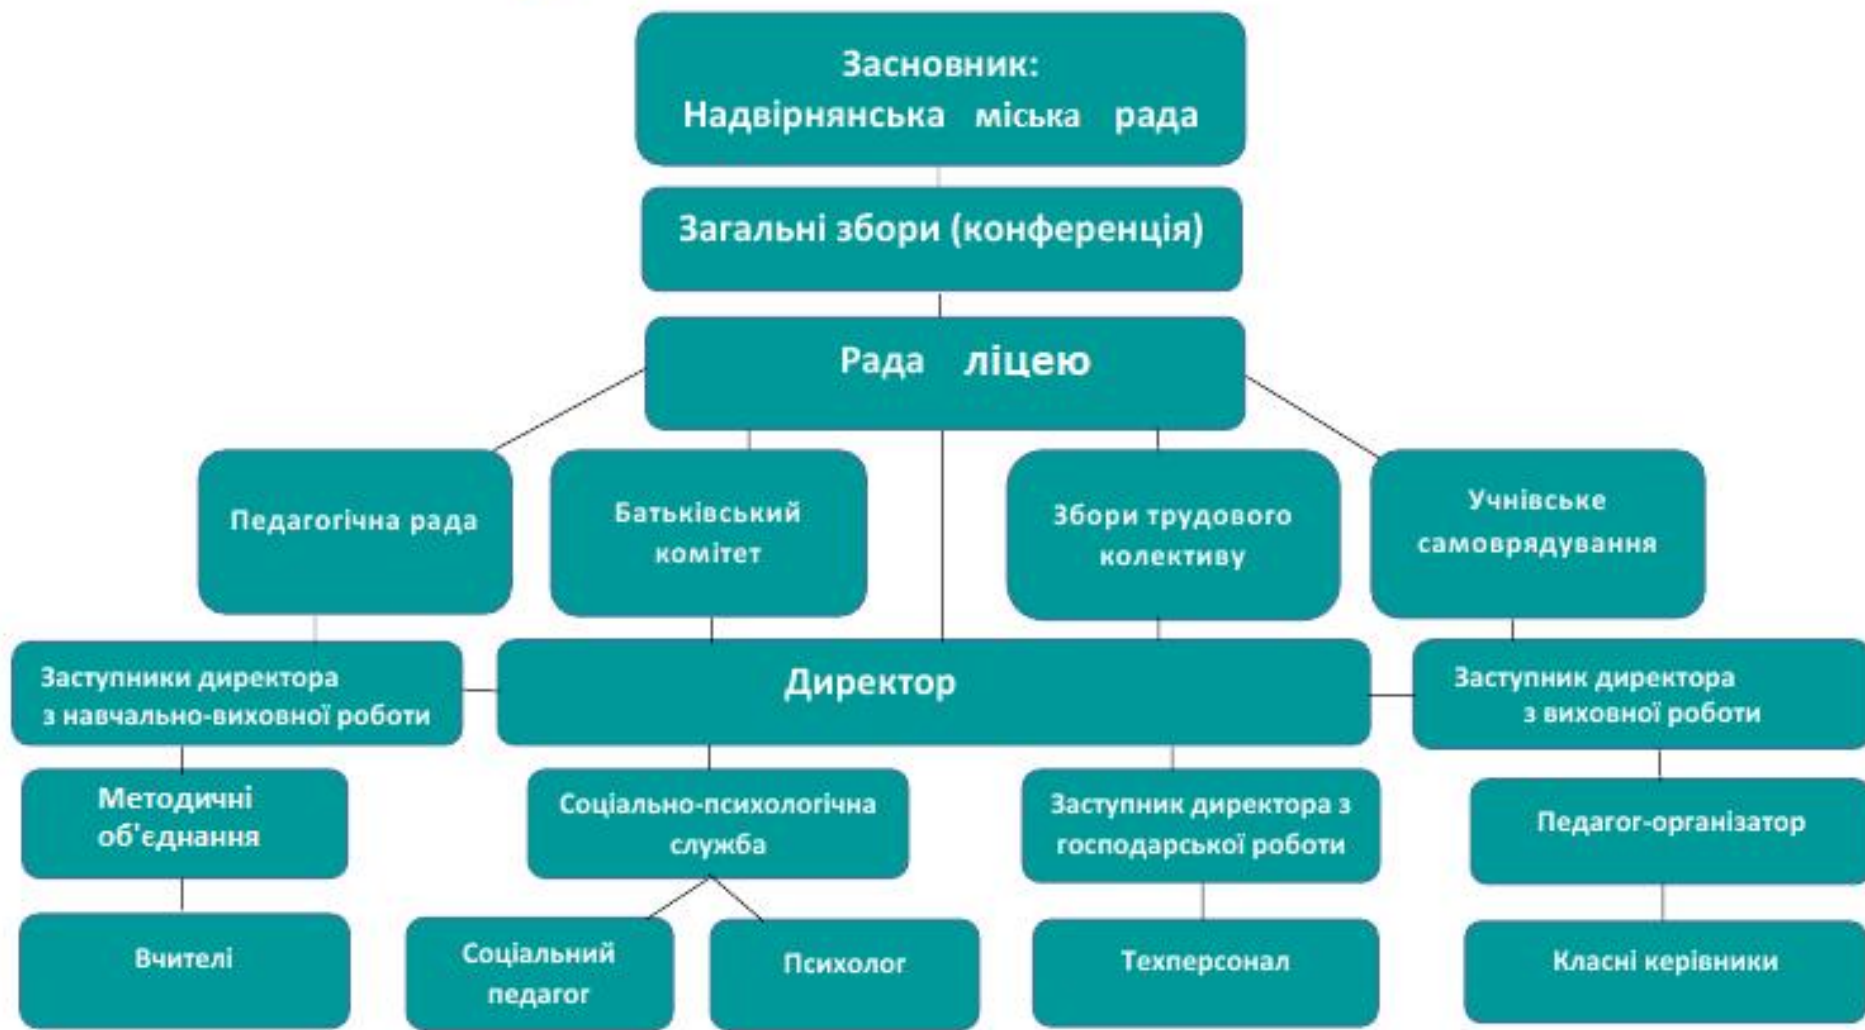 Засновник:
Надвірнянська міська рада
Загальні збори (конференція)
Рада ліцею
Педагогічна рада
Батьківський
комітет
Збори трудового
колективу
Учнівське
самоврядування
Заступники директора
з навчально-виховної роботи
Директор
Заступник директора
з виховної роботи
Методичні
об'єднання
Соціально-психологічна
служба
Заступник директора з
господарської роботи
Педагог-організатор
Вчителі
Соціальний
педагог
Психолог
Техперсонал
Класні керівники